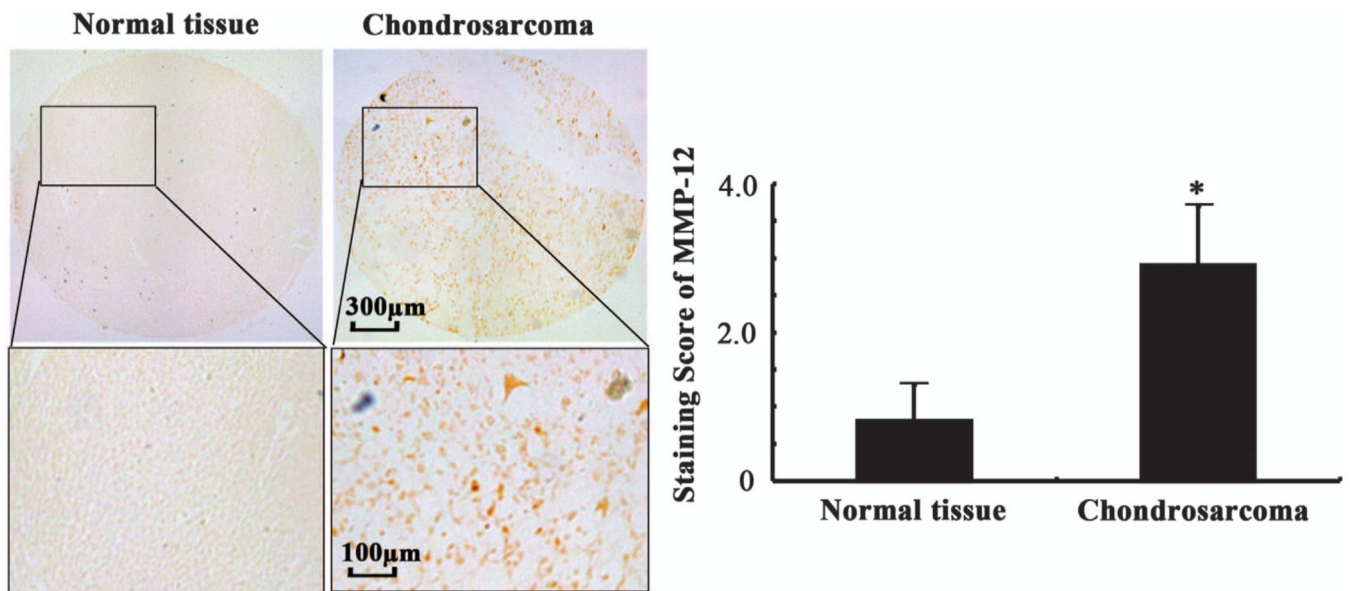 Normal tissue
Chondrosarcoma
300μm
100μm
Staining Score of MMP-12
4.0
2.0
0
*
Normal tissue
Chondrosarcoma